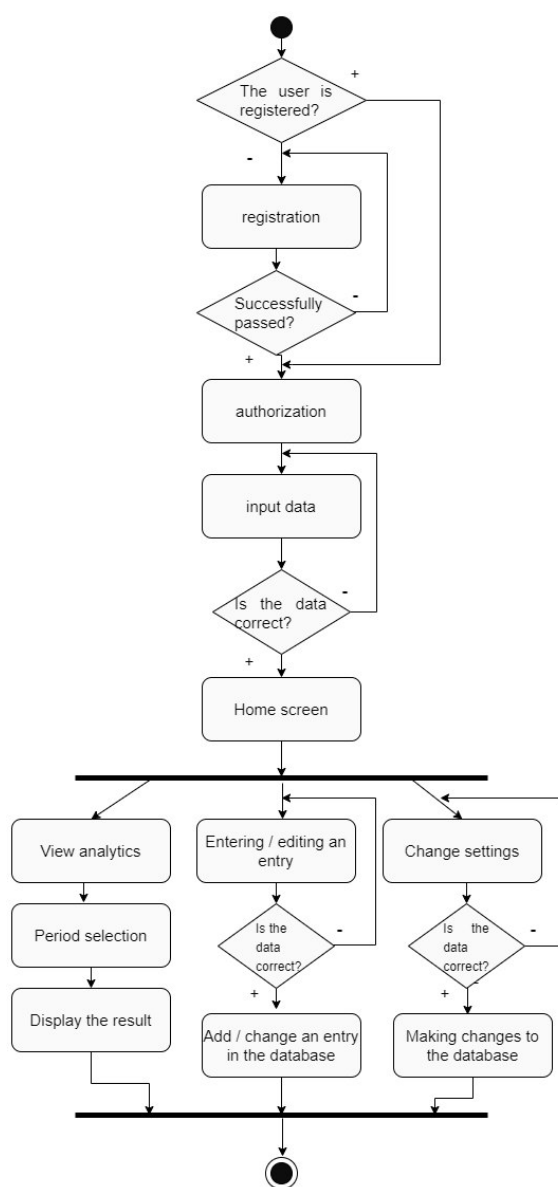 The user is
registered?
+
-
registration
Successfully
passed?
-
+
authorization
input data
Is the data
correct?
-
+
Home screen
View analytics
Entering / editing an
entry
Change settings
Period selection
Is the
data
correct?
-
+
Is the
data
correct?
-
+
-
Display the result
Add / change an entry
in the database
Making changes to
the database